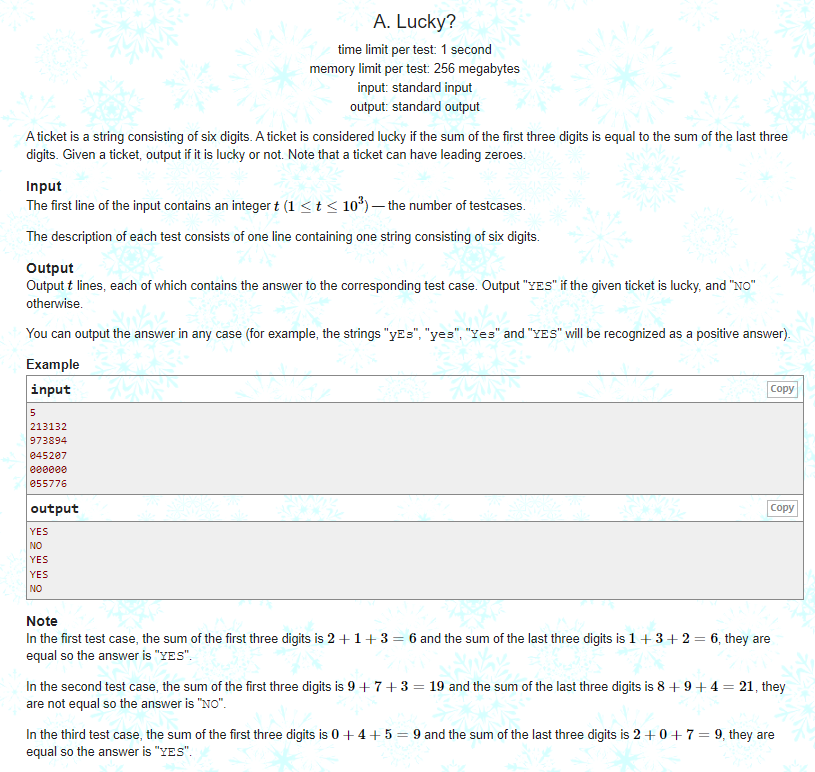 A. Lucky?
time limit per test: 1 second
memory limit per test: 256 megabytes
input: standard input
output: standard output
A ticket is a string consisting of six digits. A ticket is considered lucky if the sum of the first three digits is equal to the sum of the last three
digits. Given a ticket, output if it is lucky or not. Note that a ticket can have leading zeroes.
Input
The first line of the input contains an integer t (1 ≤ t ≤ 10³) — the number of testcases.
The description of each test consists of one line containing one string consisting of six digits.
Output
Output t lines, each of which contains the answer to the corresponding test case. Output "YES" if the given ticket is lucky, and "NO"
otherwise.
You can output the answer in any case (for example, the strings "yEs", "yes", "Yes" and "YES" will be recognized as a positive answer).
Example
input
Copy
5
213132
973894
045207
000000
055776
output
Copy
YES
NO
YES
YES
NO
Note
In the first test case, the sum of the first three digits is 2 + 1 + 3 = 6 and the sum of the last three digits is 1 + 3 + 2 = 6, they are
equal so the answer is "YES".
In the second test case, the sum of the first three digits is 9 + 7 + 3 = 19 and the sum of the last three digits is 8 + 9 + 4 = 21, they
are not equal so the answer is "NO".
In the third test case, the sum of the first three digits is 0 + 4 + 5 = 9 and the sum of the last three digits is 2 + 0 + 7 = 9, they are
equal so the answer is "YES".